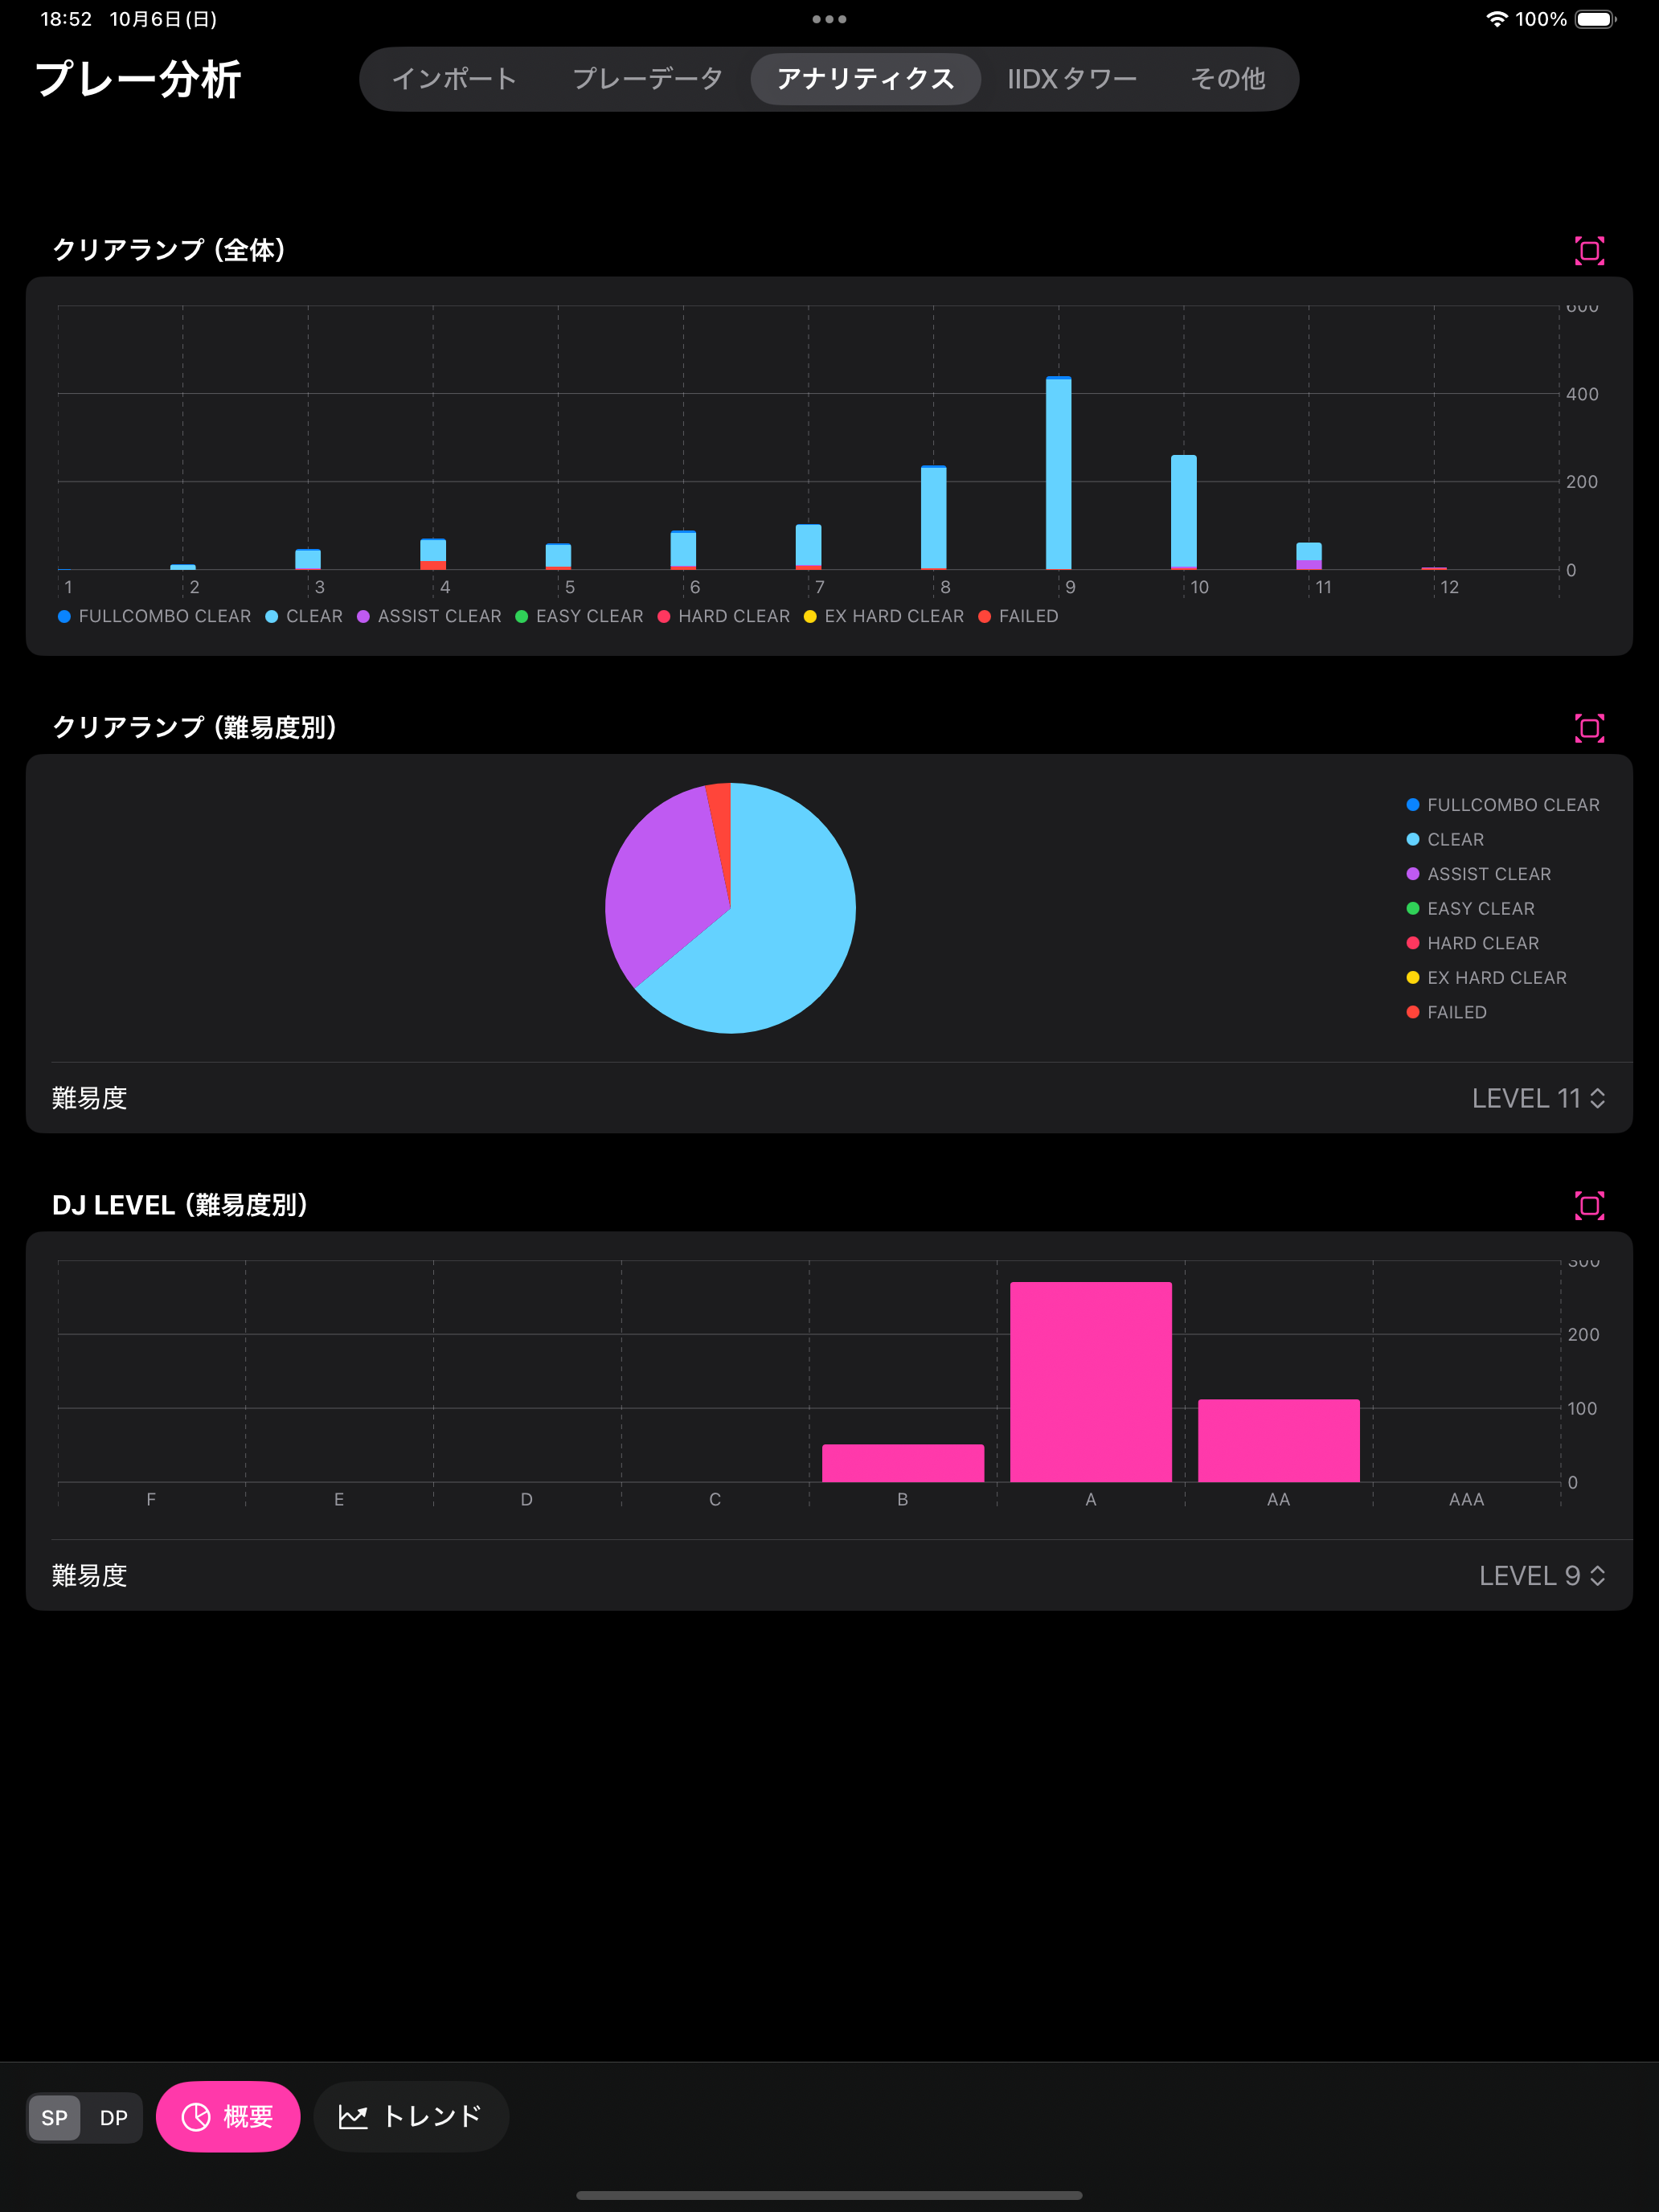 18:52 10月6日(日)
100%
プレー分析
インポート プレーデータ アナリティクス IIDXタワー その他
クリアランプ（全体）
600
400
200
0
1 2 3 4 5 6 7 8 9 10 11 12
FULLCOMBO CLEAR CLEAR ASSIST CLEAR EASY CLEAR HARD CLEAR EX HARD CLEAR FAILED
クリアランプ（難易度別）
FULLCOMBO CLEAR
CLEAR
ASSIST CLEAR
EASY CLEAR
HARD CLEAR
EX HARD CLEAR
FAILED
難易度 LEVEL 11
DJ LEVEL（難易度別）
300
200
100
0
F E D C B A AA AAA
難易度 LEVEL 9
SP DP 概要 トレンド